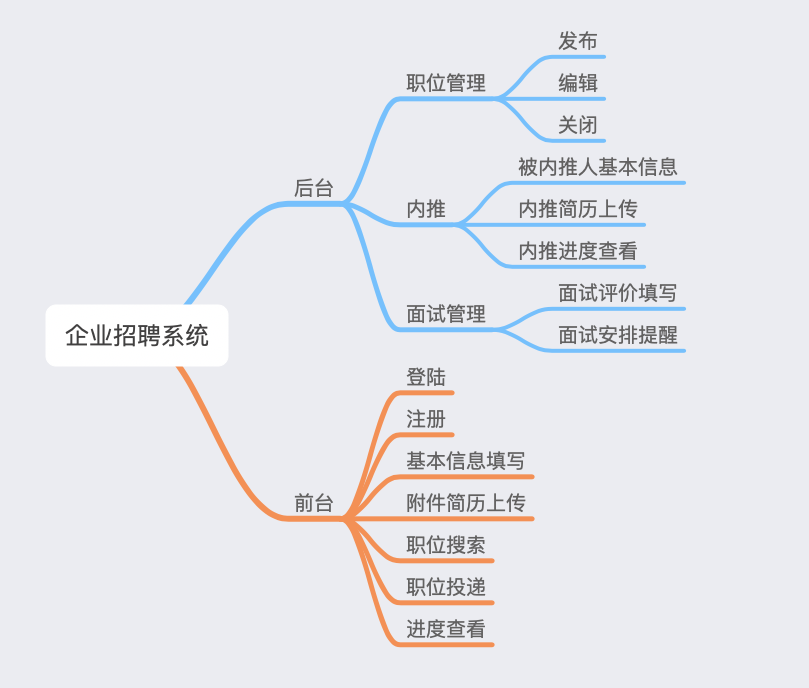 企业招聘系统
后台
职位管理
发布
编辑
关闭
内推
被内推人基本信息
内推简历上传
内推进度查看
面试管理
面试评价填写
面试安排提醒
前台
登陆
注册
基本信息填写
附件简历上传
职位搜索
职位投递
进度查看